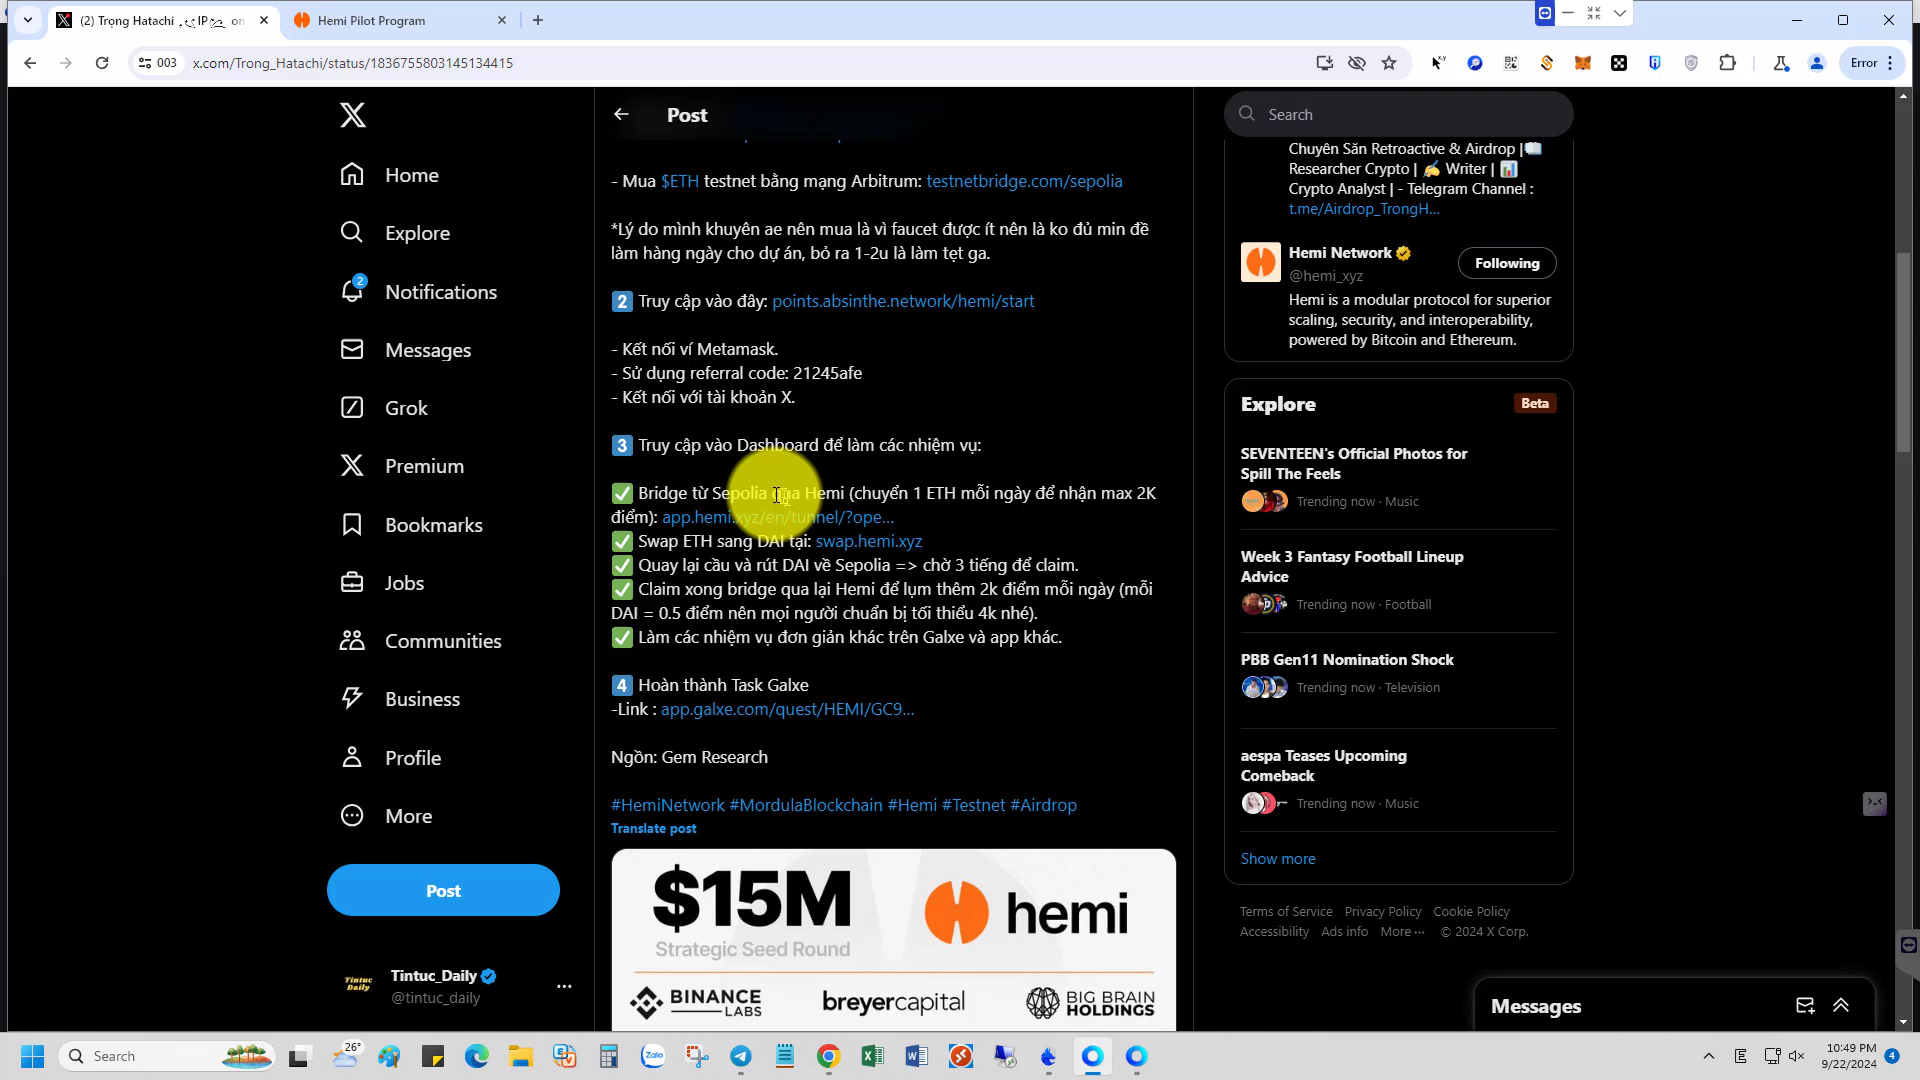 (2) Trọng Hatachi
on
Hemi Pilot Program
003
x.com/Trong_Hatachi/status/1836755803145134415
Error
Home
Explore
Notifications
2
Messages
Grok
Premium
Bookmarks
Jobs
Communities
Business
Profile
More
Post
Tintuc_Daily
@tintuc_daily
Post
- Mua $ETH testnet bằng mạng Arbitrum: testnetbridge.com/sepolia
*Lý do mình khuyên ae nên mua là vì faucet được ít nên là ko đủ min đề
làm hàng ngày cho dự án, bỏ ra 1-2u là làm tẹt ga.
2 Truy cập vào đây: points.absinthe.network/hemi/start
- Kết nối ví Metamask.
- Sử dụng referral code: 21245afe
- Kết nối với tài khoản X.
3 Truy cập vào Dashboard để làm các nhiệm vụ:
✅ Bridge từ Sepolia qua Hemi (chuyển 1 ETH mỗi ngày để nhận max 2K
điểm): app.hemi.xyz/en/tunnel/?ope...
✅ Swap ETH sang DAI tại: swap.hemi.xyz
✅ Quay lại cầu và rút DAI về Sepolia => chờ 3 tiếng để claim.
✅ Claim xong bridge qua lại Hemi để lụm thêm 2k điểm mỗi ngày (mỗi
DAI = 0.5 điểm nên mọi người chuẩn bị tối thiểu 4k nhé).
✅ Làm các nhiệm vụ đơn giản khác trên Galxe và app khác.
4 Hoàn thành Task Galxe
-Link : app.galxe.com/quest/HEMI/GC9...
Ngồn: Gem Research
#HemiNetwork #MordulaBlockchain #Hemi #Testnet #Airdrop
Translate post
$15M
Strategic Seed Round
hemi
BINANCE
LABS
breyercapital
BIG BRAIN
HOLDINGS
Search
Chuyên Săn Retroactive & Airdrop |
Researcher Crypto | ✍️ Writer |
Crypto Analyst | - Telegram Channel :
t.me/Airdrop_TrongH...
Hemi Network
@hemi_xyz
Following
Hemi is a modular protocol for superior
scaling, security, and interoperability,
powered by Bitcoin and Ethereum.
Explore
Beta
SEVENTEEN's Official Photos for
Spill The Feels
Trending now · Music
Week 3 Fantasy Football Lineup
Advice
Trending now · Football
PBB Gen11 Nomination Shock
Trending now · Television
aespa Teases Upcoming
Comeback
Trending now · Music
Show more
Terms of Service Privacy Policy Cookie Policy
Accessibility Ads info More ··· © 2024 X Corp.
Messages
Search
26°
Zalo
10:49 PM
9/22/2024
4